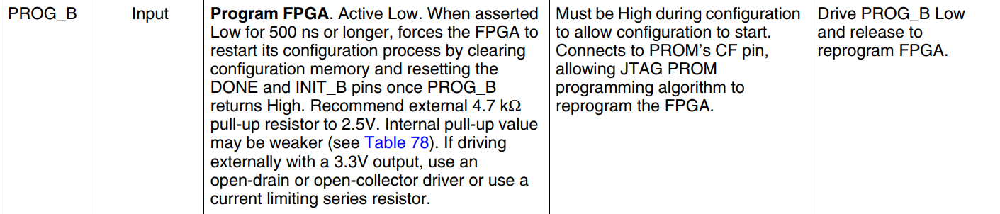 PROG_B
Input
Program FPGA. Active Low. When asserted
Low for 500 ns or longer, forces the FPGA to
restart its configuration process by clearing
configuration memory and resetting the
DONE and INIT_B pins once PROG_B
returns High. Recommend external 4.7 kΩ
pull-up resistor to 2.5V. Internal pull-up value
may be weaker (see Table 78). If driving
externally with a 3.3V output, use an
open-drain or open-collector driver or use a
current limiting series resistor.
Must be High during configuration
to allow configuration to start.
Connects to PROM’s CF pin,
allowing JTAG PROM
programming algorithm to
reprogram the FPGA.
Drive PROG_B Low
and release to
reprogram FPGA.